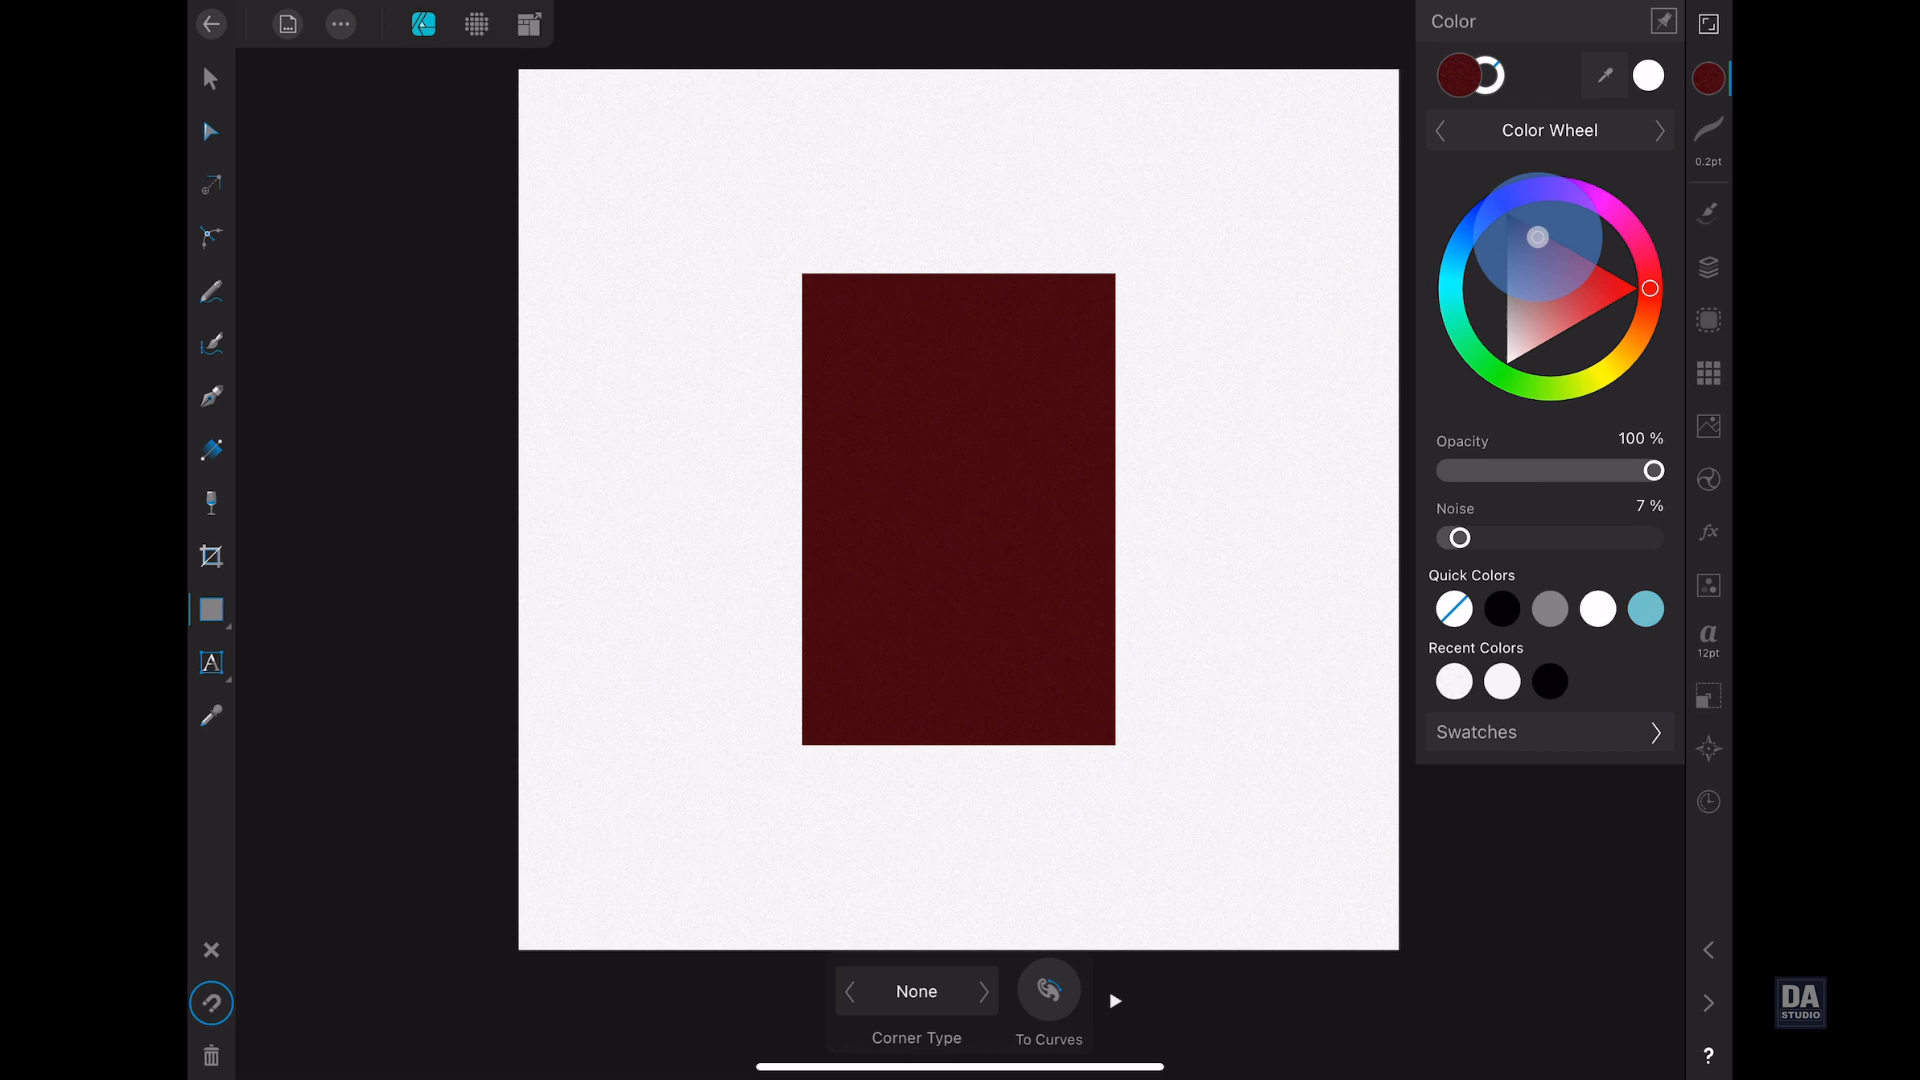 Color
Color Wheel
0.2pt
Opacity
100 %
Noise
7 %
Quick Colors
Recent Colors
a
12pt
fx
Swatches
A
None
Corner Type
To Curves
?
DA
STUDIO